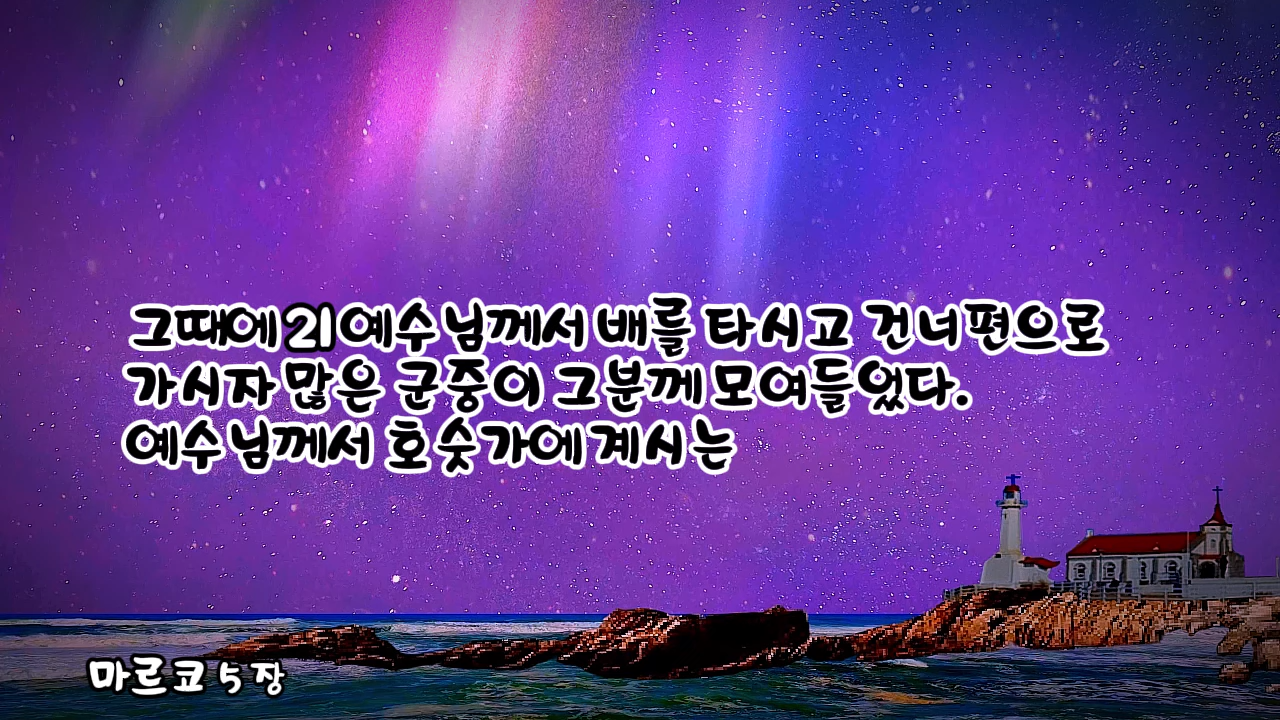 그때에 21 예수님께서 배를 타시고 건너편으로
가시자 많은 군중이 그분께 모여들었다.
예수님께서 호숫가에 계시는
마르코 5장